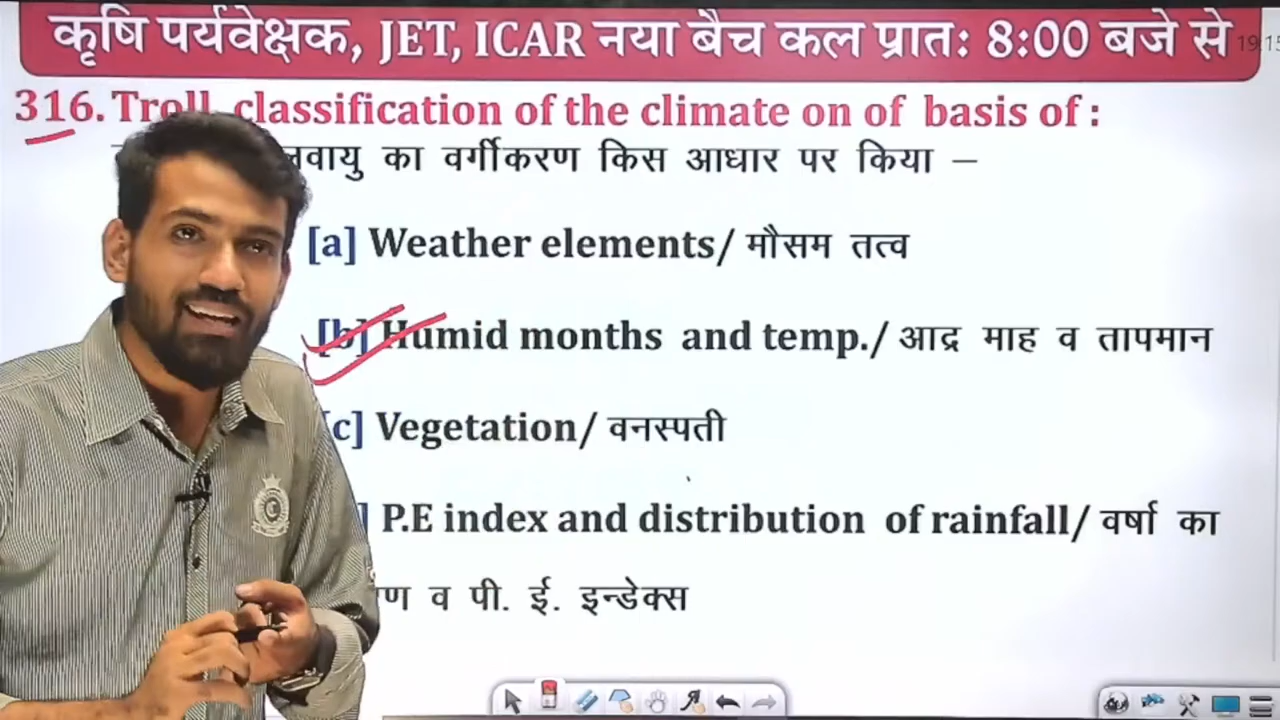 कृषि पर्यवेक्षक, JET, ICAR नया बैच कल प्रातः 8:00 बजे से
316. Troll classification of the climate on of basis of :
का वर्गीकरण किस आधार पर किया –
[a] Weather elements/ मौसम तत्व
[b] Humid months and temp./ आद्र माह व तापमान
[c] Vegetation/ वनस्पती
P.E index and distribution of rainfall/ वर्षा का
व पी. ई. इन्डेक्स